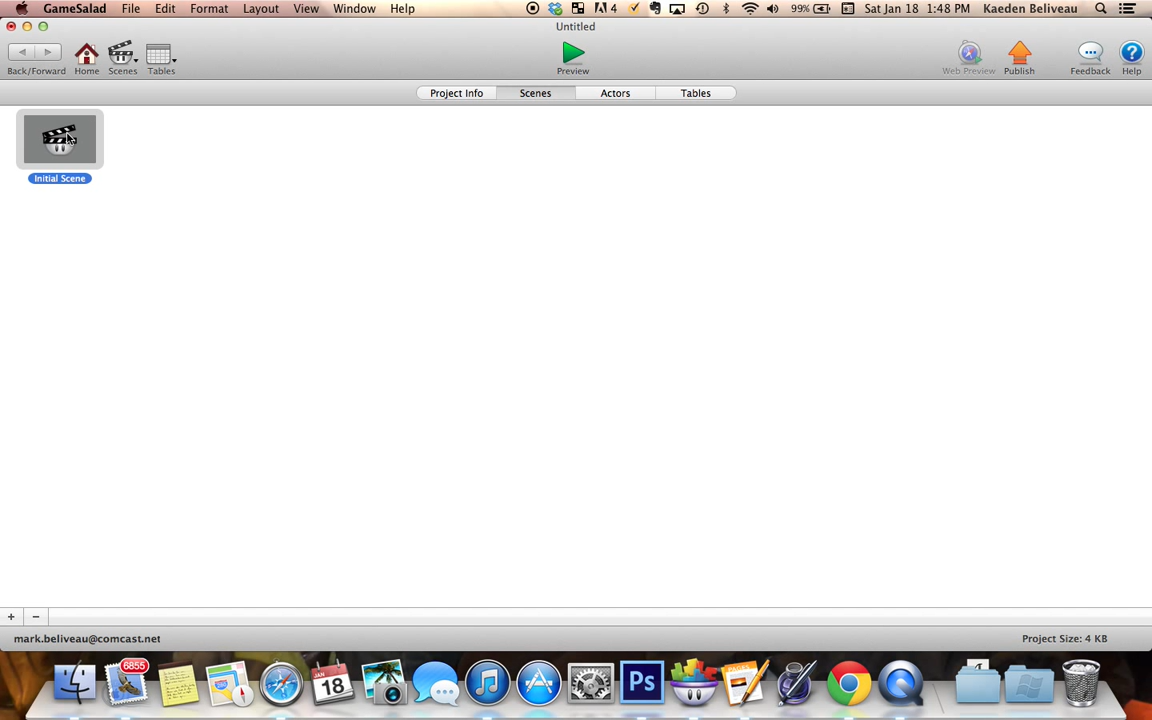 GameSalad File Edit Format Layout View Window Help 4 99% Sat Jan 18 1:48 PM Kaeden Beliveau
Untitled
Back/Forward Home Scenes Tables Preview Web Preview Publish Feedback Help
Project Info Scenes Actors Tables
Initial Scene
+ −
mark.beliveau@comcast.net Project Size: 4 KB
6855
JAN
18
Ps